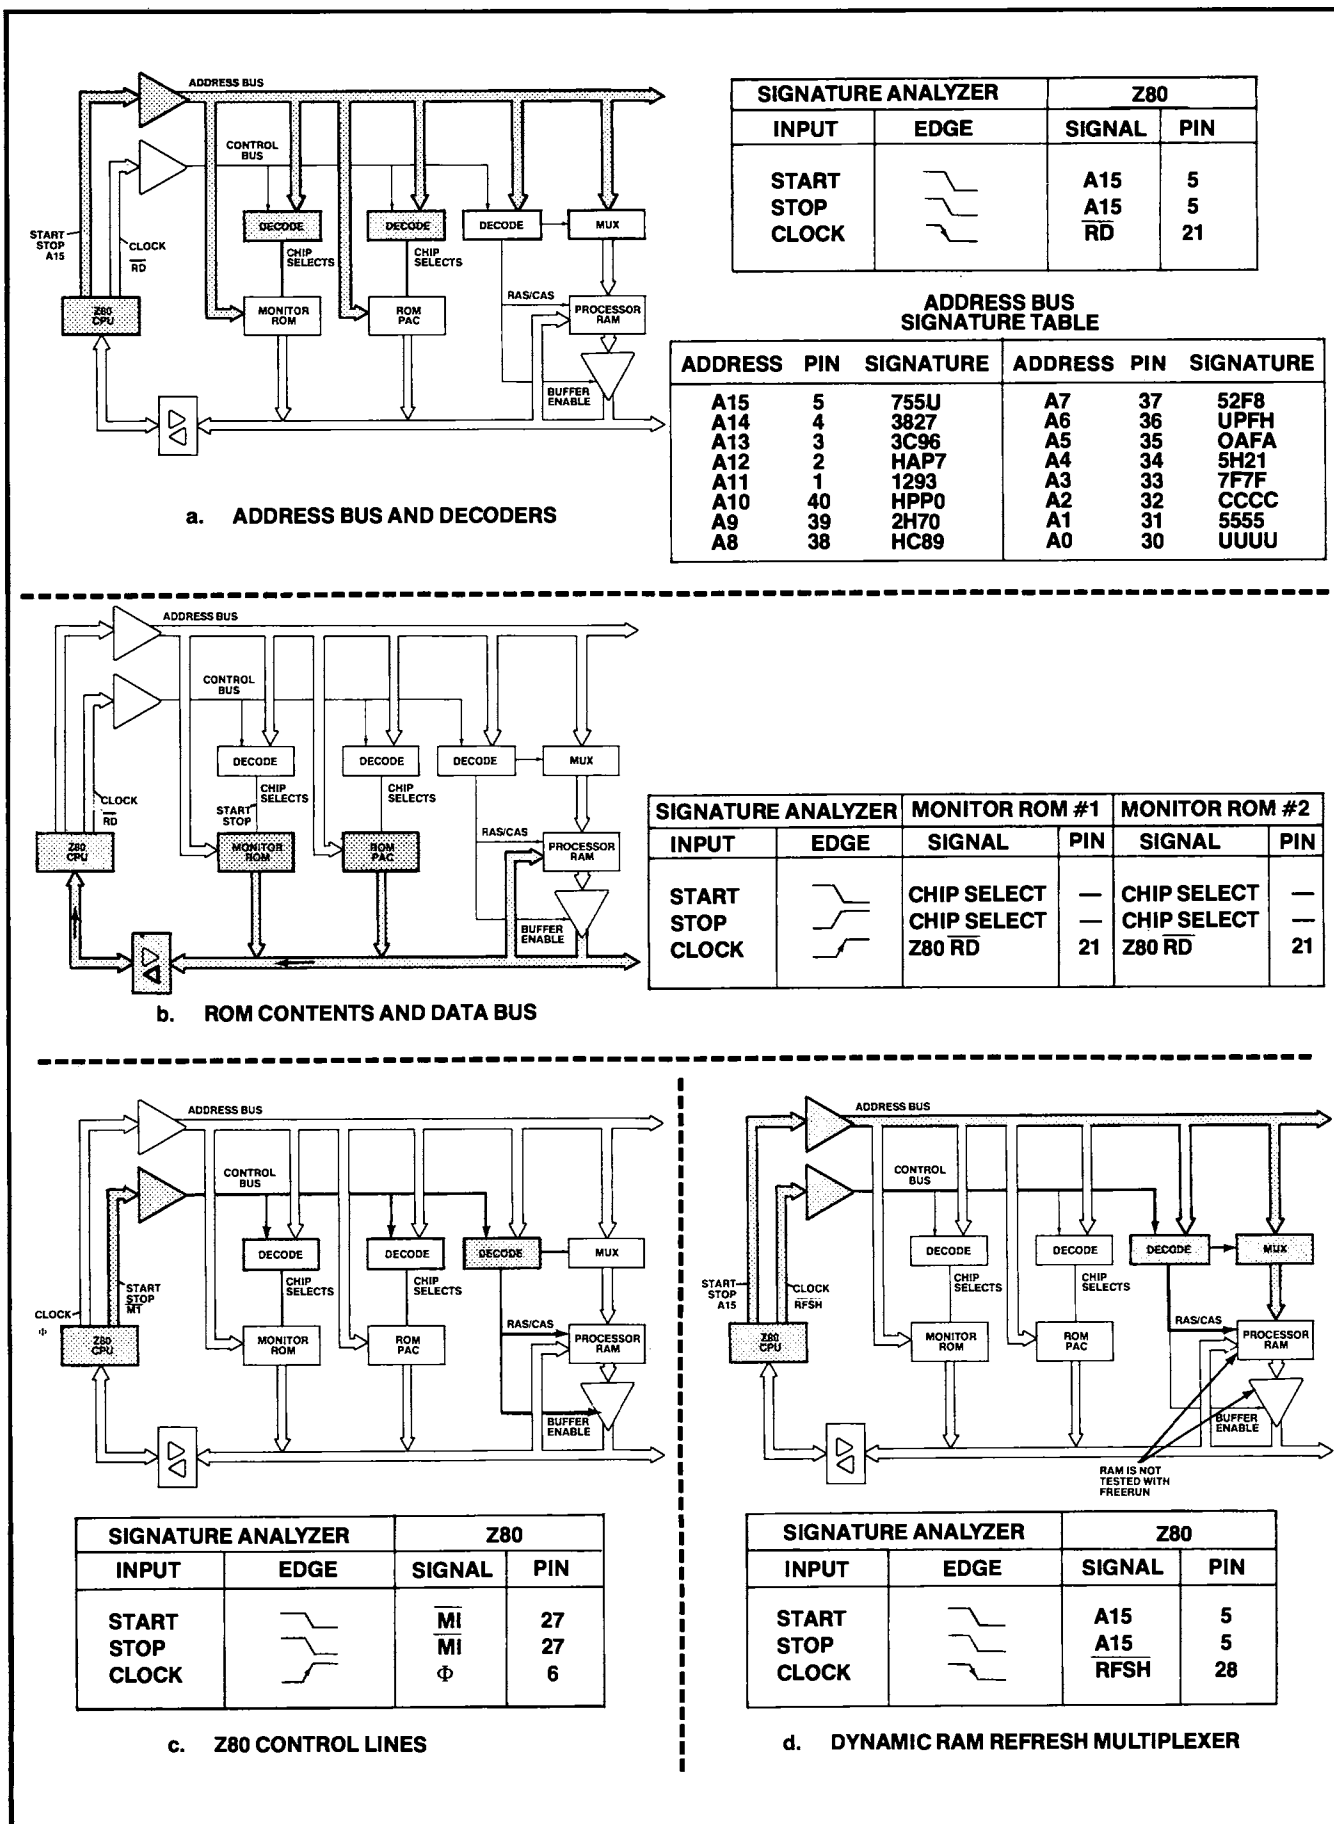 ADDRESS BUS
CONTROL
BUS
START
STOP
A15
CLOCK
RD
DECODE
DECODE
DECODE
MUX
CHIP
SELECTS
CHIP
SELECTS
RAS/CAS
Z80
CPU
MONITOR
ROM
ROM
PAC
PROCESSOR
RAM
BUFFER
ENABLE
a. ADDRESS BUS AND DECODERS
SIGNATURE ANALYZER Z80
INPUT EDGE SIGNAL PIN
START A15 5
STOP A15 5
CLOCK R̅D̅ 21
ADDRESS BUS
SIGNATURE TABLE
ADDRESS PIN SIGNATURE ADDRESS PIN SIGNATURE
A15 5 755U A7 37 52F8
A14 4 3827 A6 36 UPFH
A13 3 3C96 A5 35 OAFA
A12 2 HAP7 A4 34 5H21
A11 1 1293 A3 33 7F7F
A10 40 HPP0 A2 32 CCCC
A9 39 2H70 A1 31 5555
A8 38 HC89 A0 30 UUUU
ADDRESS BUS
CONTROL
BUS
CLOCK
R̅D̅
DECODE
DECODE
DECODE
MUX
START
STOP
CHIP
SELECTS
CHIP
SELECTS
RAS/CAS
Z80
CPU
MONITOR
ROM
ROM
PAC
PROCESSOR
RAM
BUFFER
ENABLE
b. ROM CONTENTS AND DATA BUS
SIGNATURE ANALYZER MONITOR ROM #1 MONITOR ROM #2
INPUT EDGE SIGNAL PIN SIGNAL PIN
START CHIP SELECT — CHIP SELECT —
STOP CHIP SELECT — CHIP SELECT —
CLOCK Z80 R̅D̅ 21 Z80 R̅D̅ 21
ADDRESS BUS
CONTROL
BUS
DECODE
DECODE
DECODE
MUX
START
STOP
M̅1̅
CLOCK
Φ
CHIP
SELECTS
CHIP
SELECTS
RAS/CAS
Z80
CPU
MONITOR
ROM
ROM
PAC
PROCESSOR
RAM
BUFFER
ENABLE
SIGNATURE ANALYZER Z80
INPUT EDGE SIGNAL PIN
START M̅I̅ 27
STOP M̅I̅ 27
CLOCK Φ 6
c. Z80 CONTROL LINES
ADDRESS BUS
CONTROL
BUS
DECODE
DECODE
DECODE
MUX
START
STOP
A15
CLOCK
R̅F̅S̅H̅
CHIP
SELECTS
CHIP
SELECTS
RAS/CAS
Z80
CPU
MONITOR
ROM
ROM
PAC
PROCESSOR
RAM
BUFFER
ENABLE
RAM IS NOT
TESTED WITH
FREERUN
SIGNATURE ANALYZER Z80
INPUT EDGE SIGNAL PIN
START A15 5
STOP A15 5
CLOCK R̅F̅S̅H̅ 28
d. DYNAMIC RAM REFRESH MULTIPLEXER